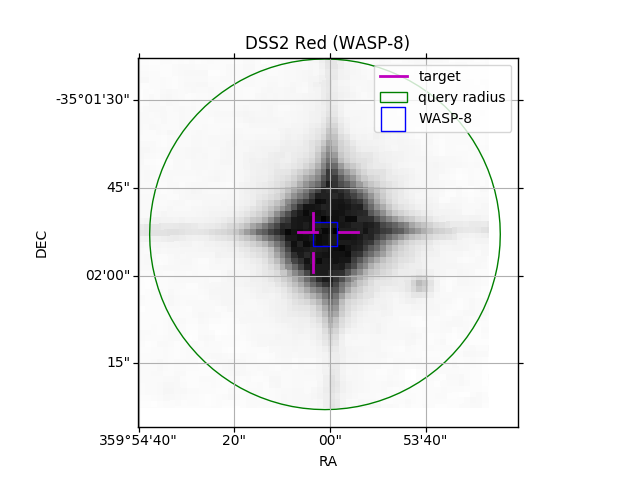 DSS2 Red (WASP-8)
target
query radius
WASP-8
-35°01'30"
45"
02'00"
15"
DEC
359°54'40"
20"
00"
53'40"
RA